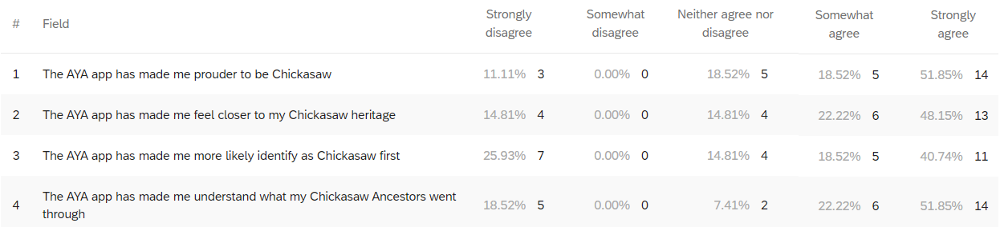 # Field Strongly disagree Somewhat disagree Neither agree nor disagree Somewhat agree Strongly agree
1 The AYA app has made me prouder to be Chickasaw 11.11% 3 0.00% 0 18.52% 5 18.52% 5 51.85% 14
2 The AYA app has made me feel closer to my Chickasaw heritage 14.81% 4 0.00% 0 14.81% 4 22.22% 6 48.15% 13
3 The AYA app has made me more likely identify as Chickasaw first 25.93% 7 0.00% 0 14.81% 4 18.52% 5 40.74% 11
4 The AYA app has made me understand what my Chickasaw Ancestors went through 18.52% 5 0.00% 0 7.41% 2 22.22% 6 51.85% 14